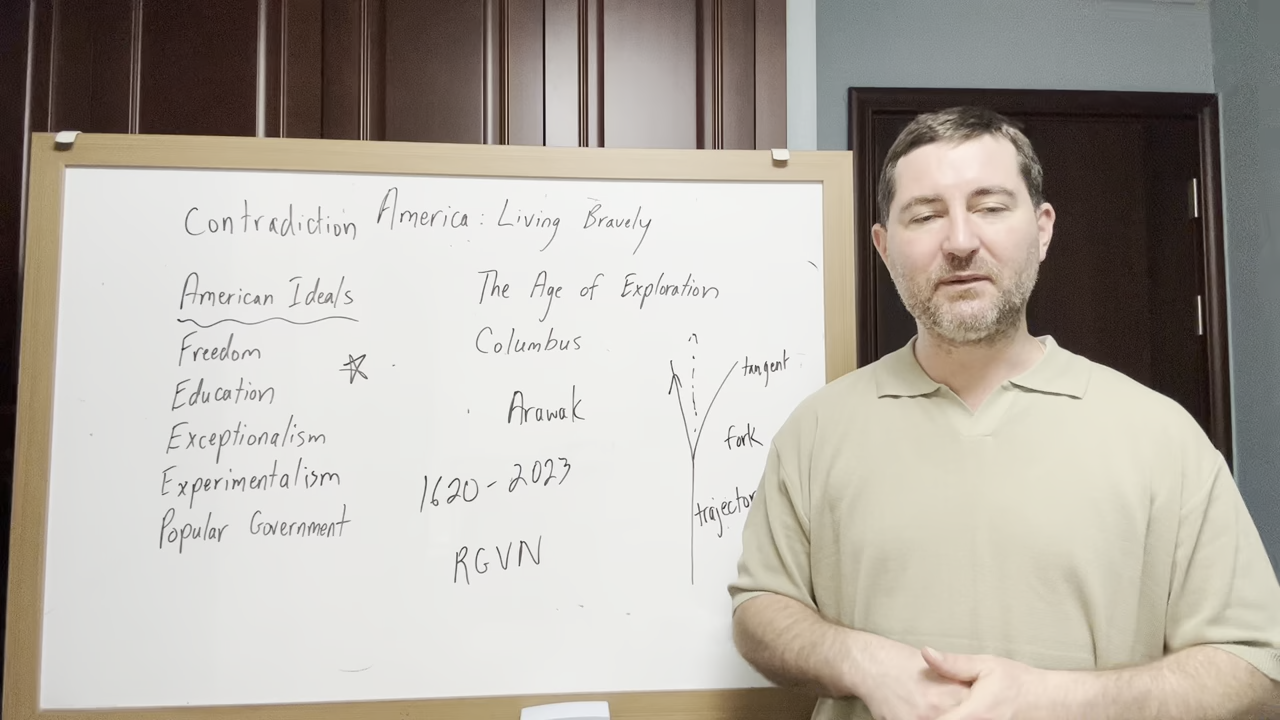 Contradiction America: Living Bravely
American Ideals
Freedom
Education
Exceptionalism
Experimentalism
Popular Government
The Age of Exploration
Columbus
Arawak
1620-2023
RGVN
tangent
fork
trajector